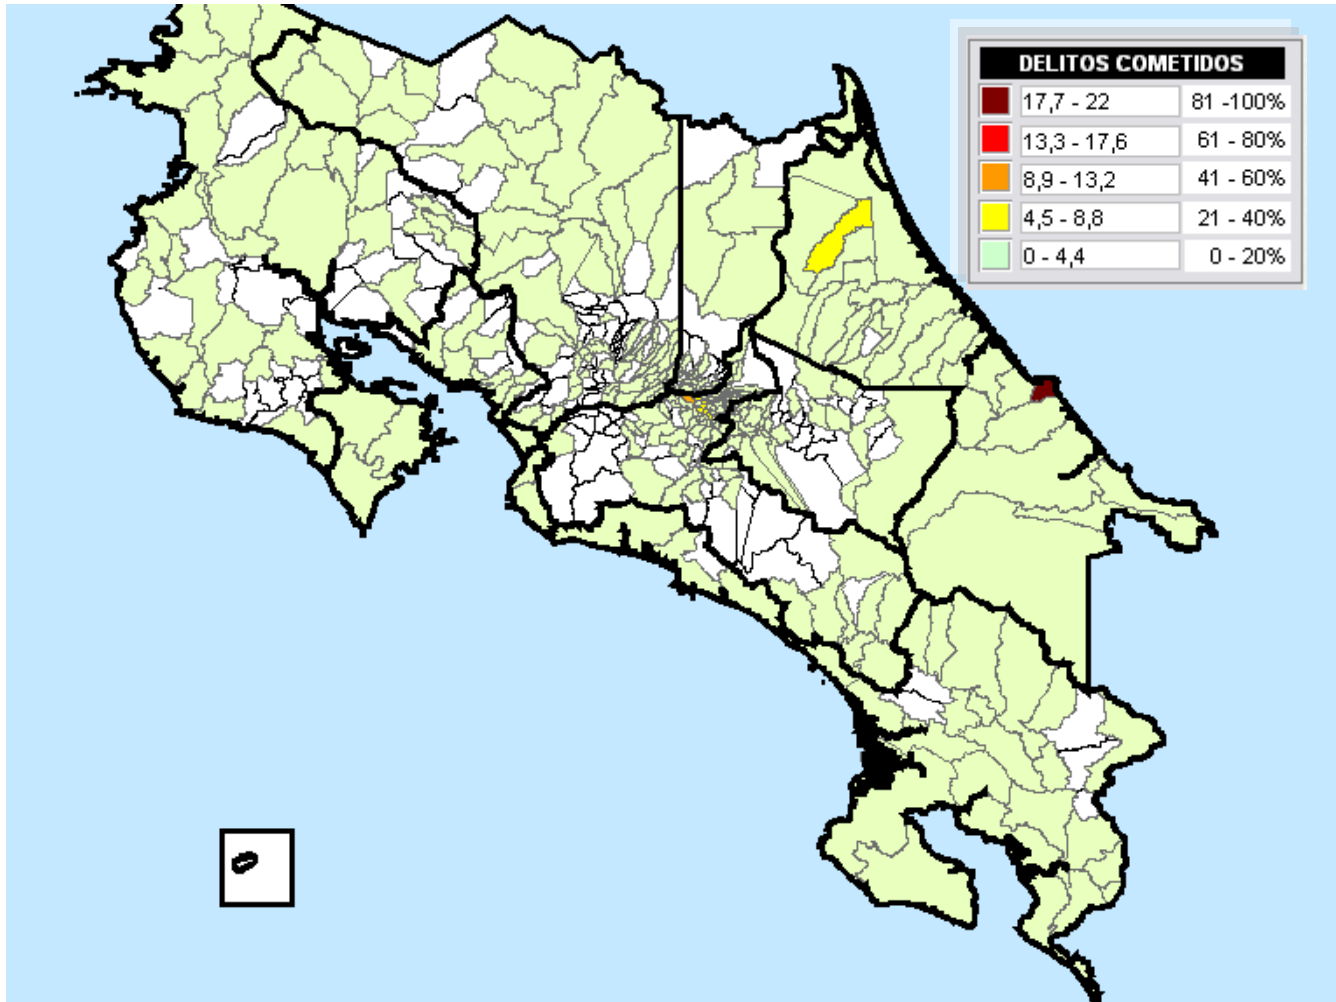 DELITOS COMETIDOS
17,7 - 22 81 -100%
13,3 - 17,6 61 - 80%
8,9 - 13,2 41 - 60%
4,5 - 8,8 21 - 40%
0 - 4,4 0 - 20%